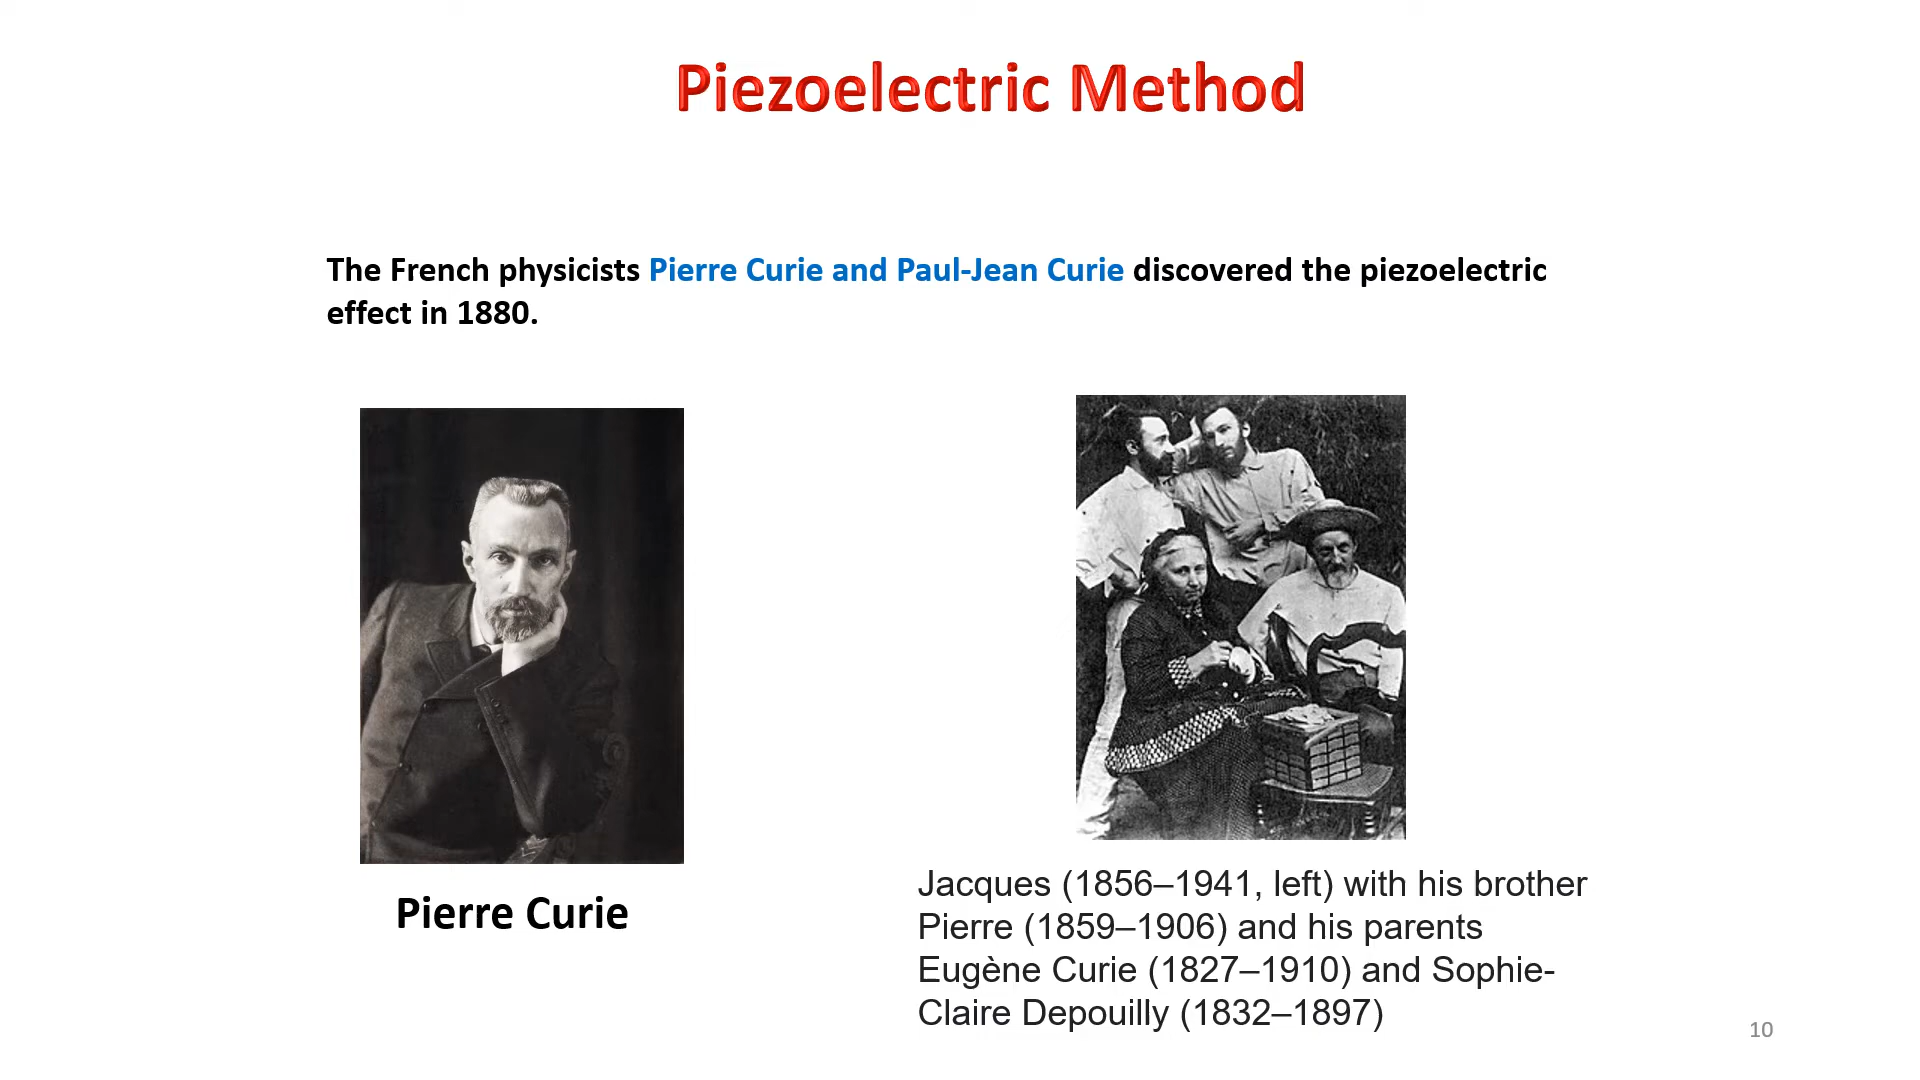 Piezoelectric Method
The French physicists Pierre Curie and Paul-Jean Curie discovered the piezoelectric
effect in 1880.
Pierre Curie
Jacques (1856–1941, left) with his brother
Pierre (1859–1906) and his parents
Eugène Curie (1827–1910) and Sophie-
Claire Depouilly (1832–1897)
10